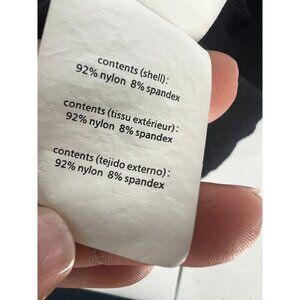 contents (shell):
92% nylon 8% spandex
contents (tissu extérieur):
92% nylon 8% spandex
contents (tejido externo):
92% nylon 8% spandex